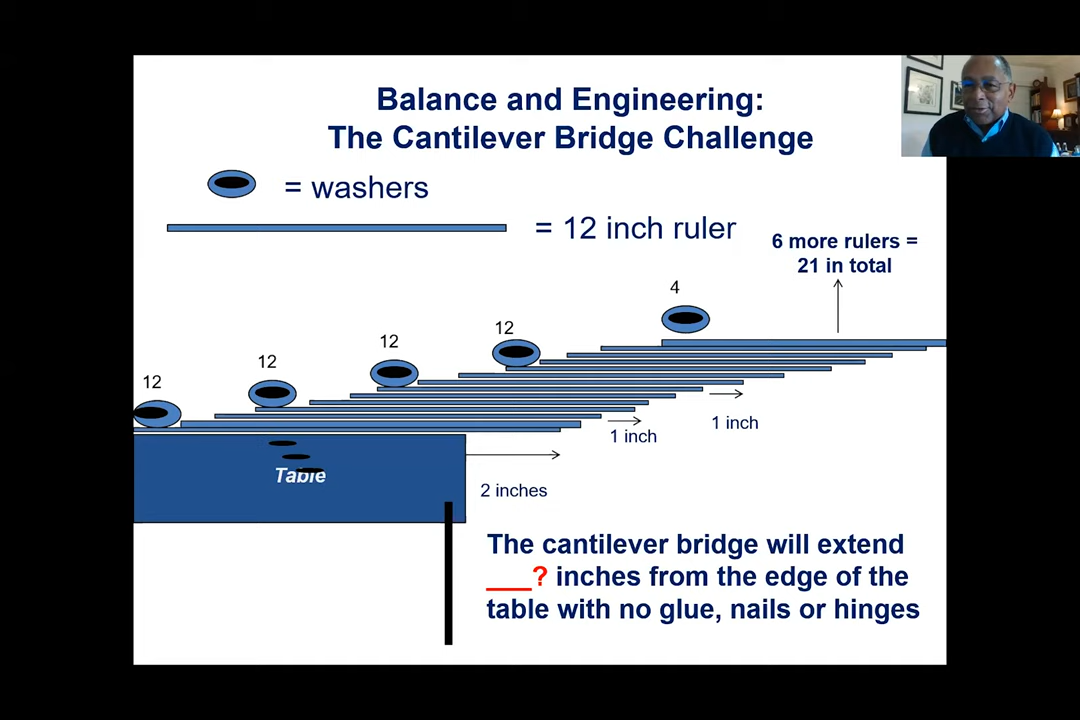 Balance and Engineering:
The Cantilever Bridge Challenge
= washers
= 12 inch ruler
6 more rulers =
21 in total
4
12
12
12
12
1 inch
1 inch
Table
2 inches
The cantilever bridge will extend
___? inches from the edge of the
table with no glue, nails or hinges